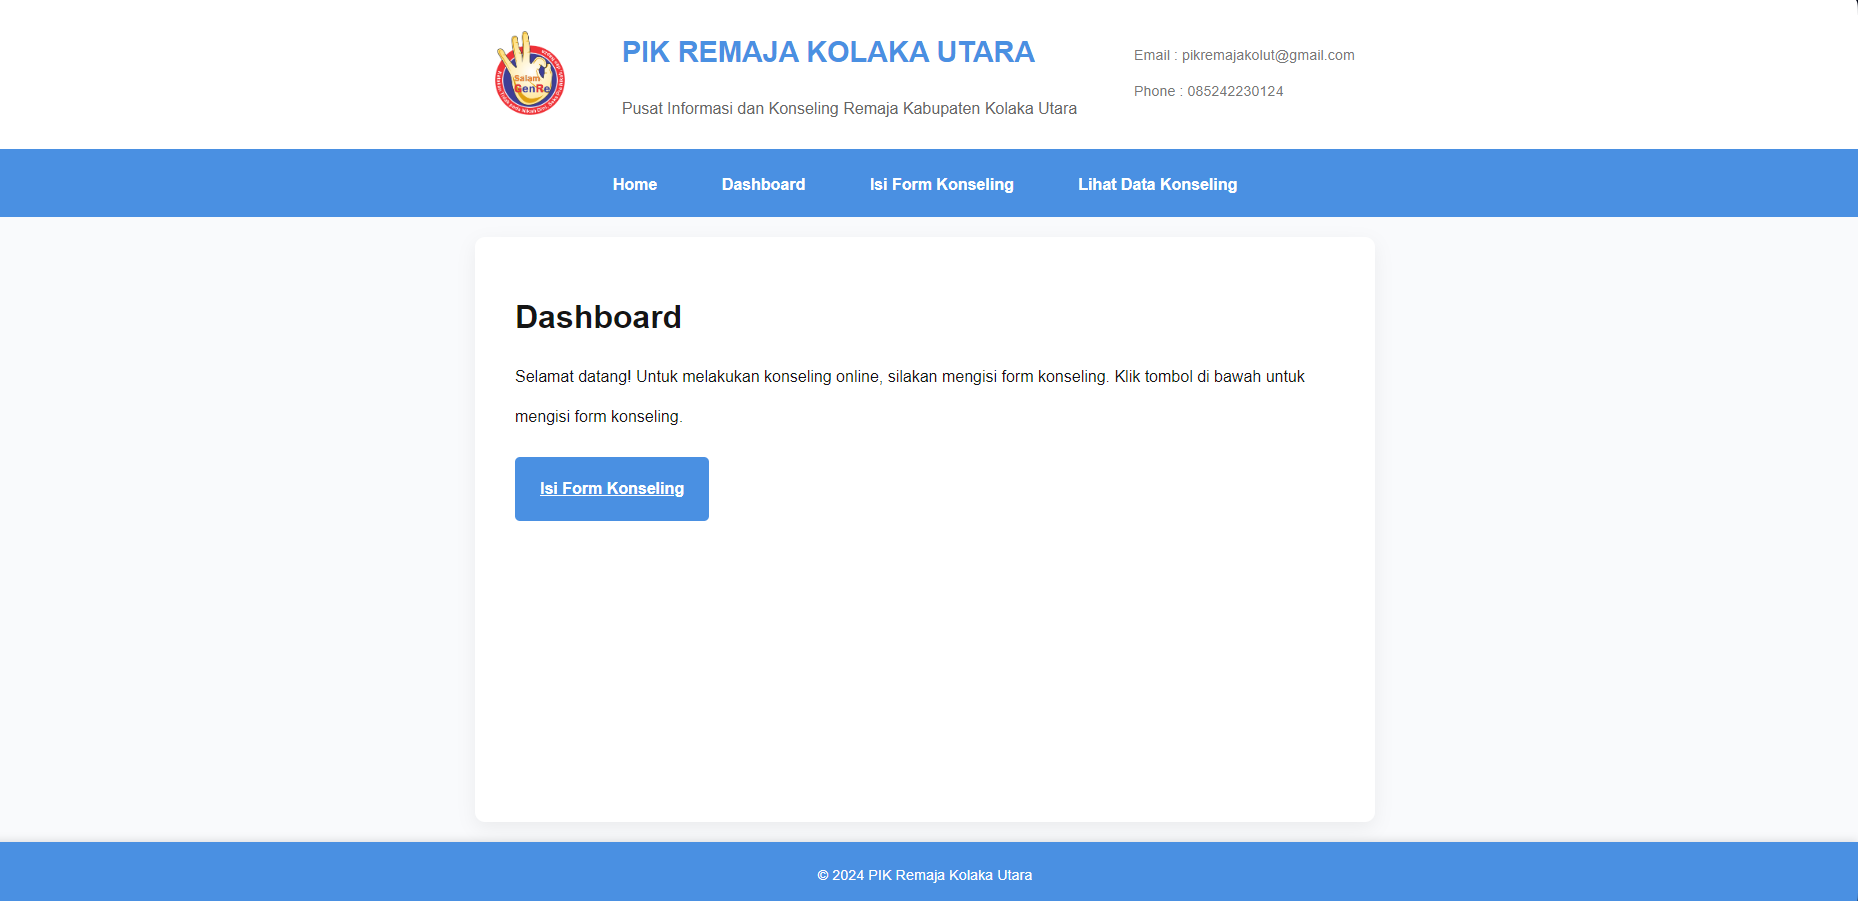 Salam
GenRe
PIK REMAJA KOLAKA UTARA
Pusat Informasi dan Konseling Remaja Kabupaten Kolaka Utara
Email : pikremajakolut@gmail.com
Phone : 085242230124
Home Dashboard Isi Form Konseling Lihat Data Konseling
Dashboard
Selamat datang! Untuk melakukan konseling online, silakan mengisi form konseling. Klik tombol di bawah untuk
mengisi form konseling.
Isi Form Konseling
© 2024 PIK Remaja Kolaka Utara